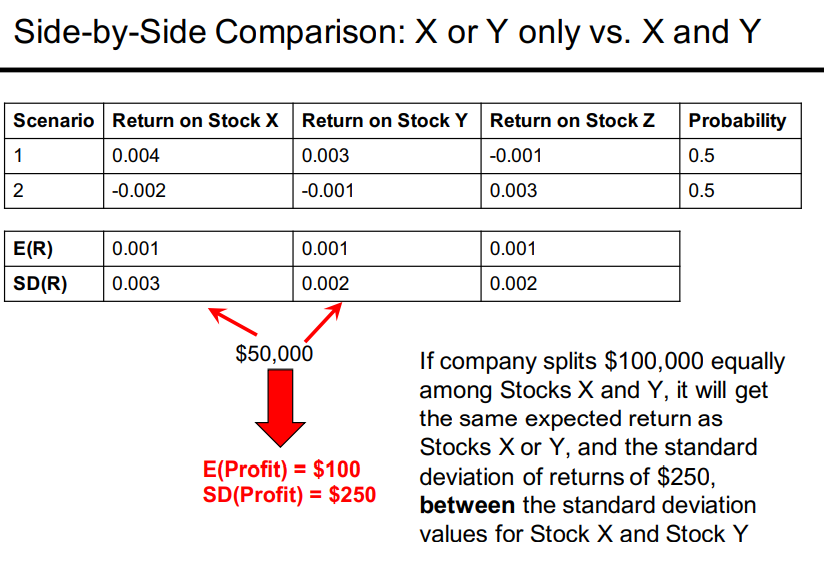 Side-by-Side Comparison: X or Y only vs. X and Y
Scenario Return on Stock X Return on Stock Y Return on Stock Z Probability
1 0.004 0.003 -0.001 0.5
2 -0.002 -0.001 0.003 0.5
E(R) 0.001 0.001 0.001
SD(R) 0.003 0.002 0.002
$50,000
E(Profit) = $100
SD(Profit) = $250
If company splits $100,000 equally
among Stocks X and Y, it will get
the same expected return as
Stocks X or Y, and the standard
deviation of returns of $250,
between the standard deviation
values for Stock X and Stock Y